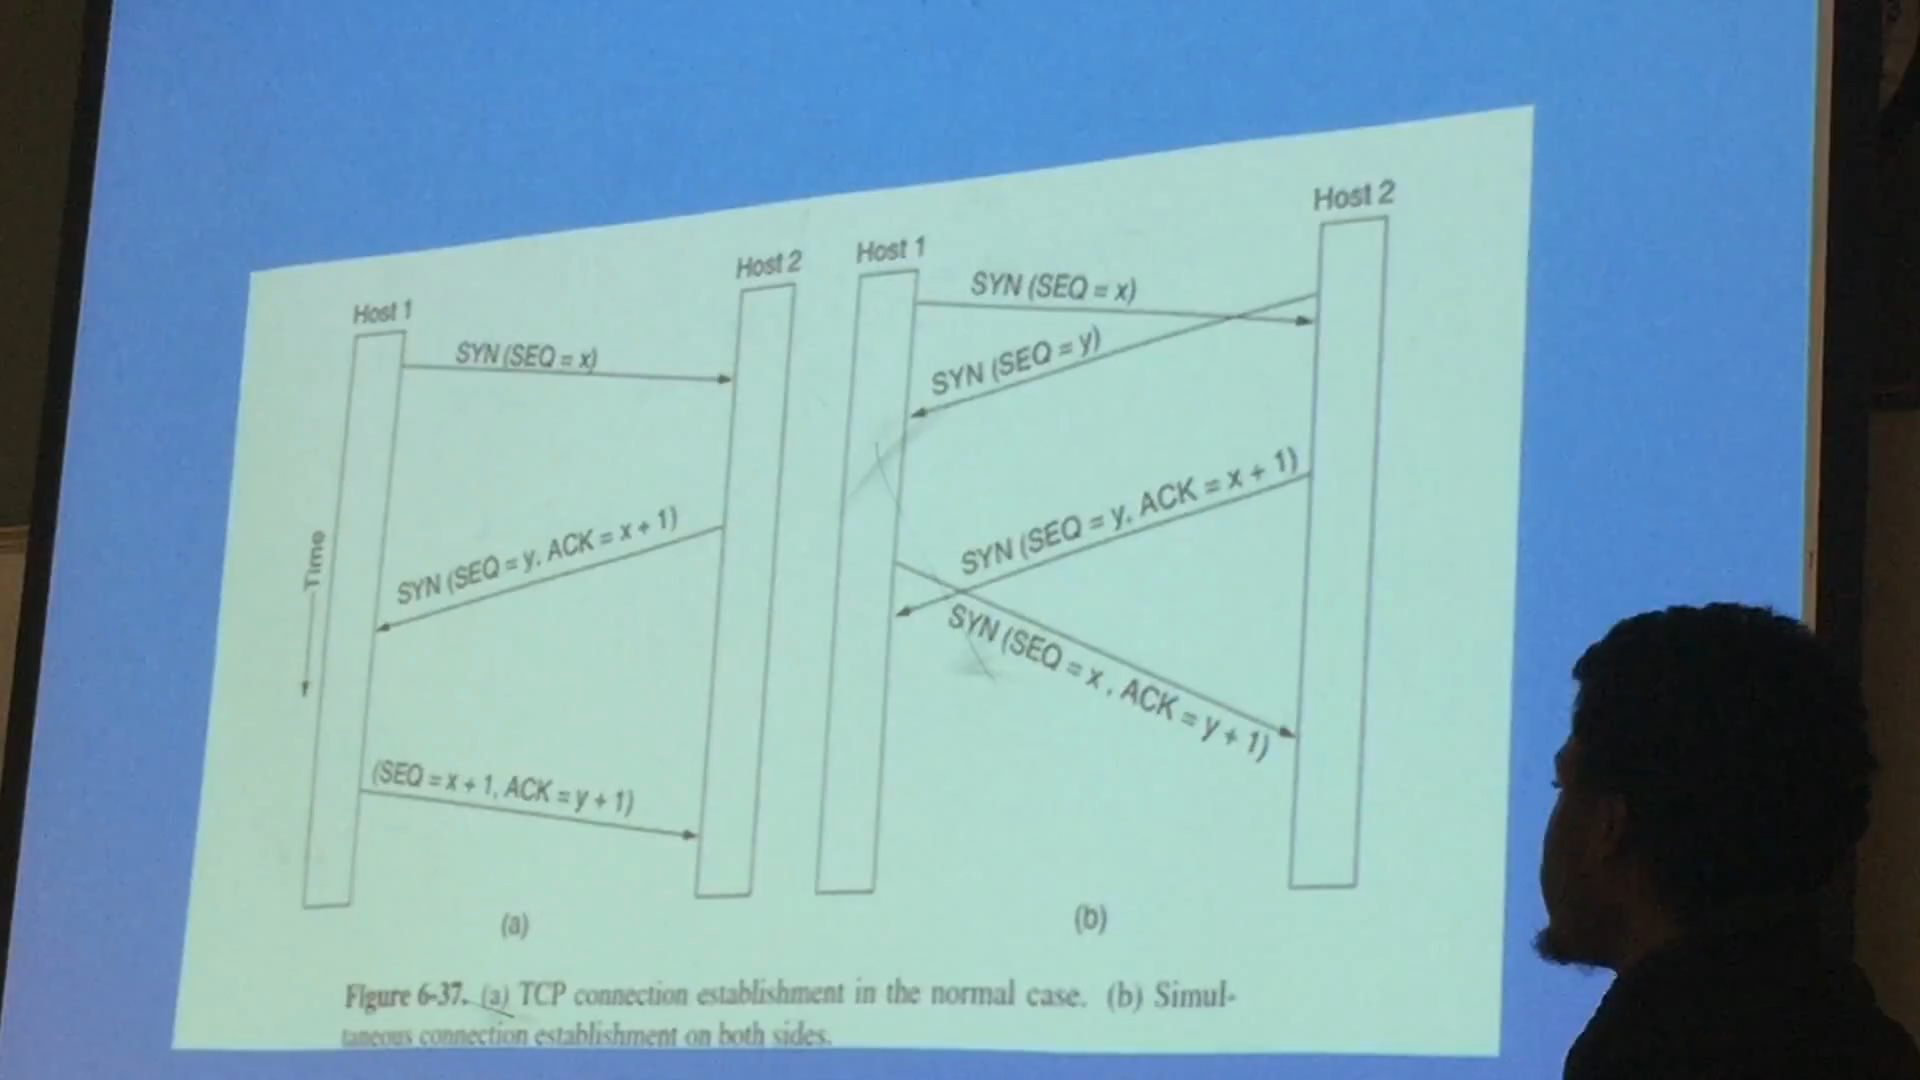 Host 1
Host 2
SYN (SEQ = x)
SYN (SEQ = y, ACK = x + 1)
(SEQ = x + 1, ACK = y + 1)
Time
(a)
Host 1
Host 2
SYN (SEQ = x)
SYN (SEQ = y)
SYN (SEQ = y, ACK = x + 1)
SYN (SEQ = x , ACK = y + 1)
(b)
Figure 6-37. (a) TCP connection establishment in the normal case. (b) Simul-
taneous connection establishment on both sides.